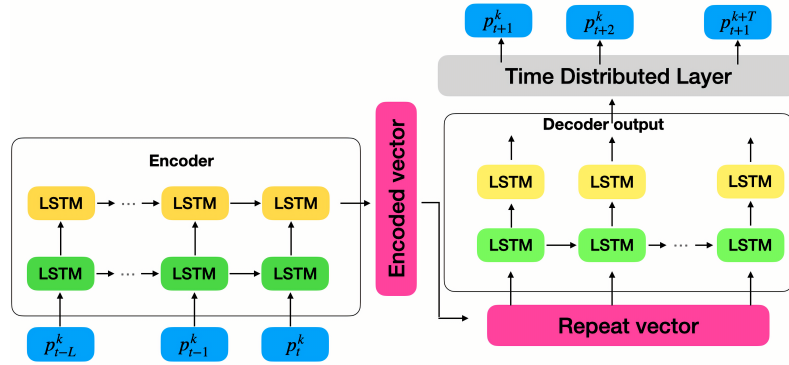 p^k_{t+1} p^k_{t+2} p^{k+T}_{t+1}
Time Distributed Layer
Decoder output
Encoder
Encoded vector
LSTM LSTM LSTM
LSTM ... LSTM LSTM
LSTM LSTM ... LSTM
LSTM ... LSTM LSTM
Repeat vector
p^k_{t-L} p^k_{t-1} p^k_t